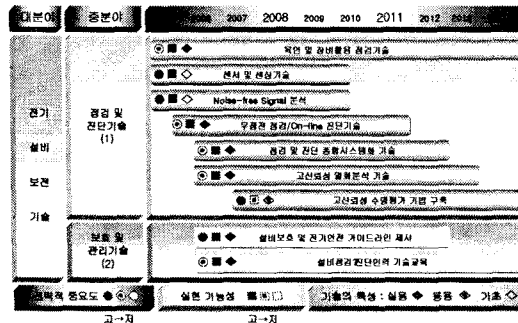 대분야 중분야 2006 2007 2008 2009 2010 2011 2012 2013
육안 및 장비활용 점검기술
센서 및 센싱기술
Noise-free Signal 분석
무정전 점검/On-line 진단기술
점검 및 진단 종합시스템화 기술
고신뢰성 열화분석 기술
고신뢰성 수명평가 기법 구축
전기
설비
보전
기술
점검 및
진단기술
(1)
보호 및
관리기술
(2)
설비보호 및 전기안전 가이드라인 제시
설비점검진단인력 기술교육
전략적 중요도
고→저
실현 가능성
고→저
기술의 특성 : 실용 응용 기초